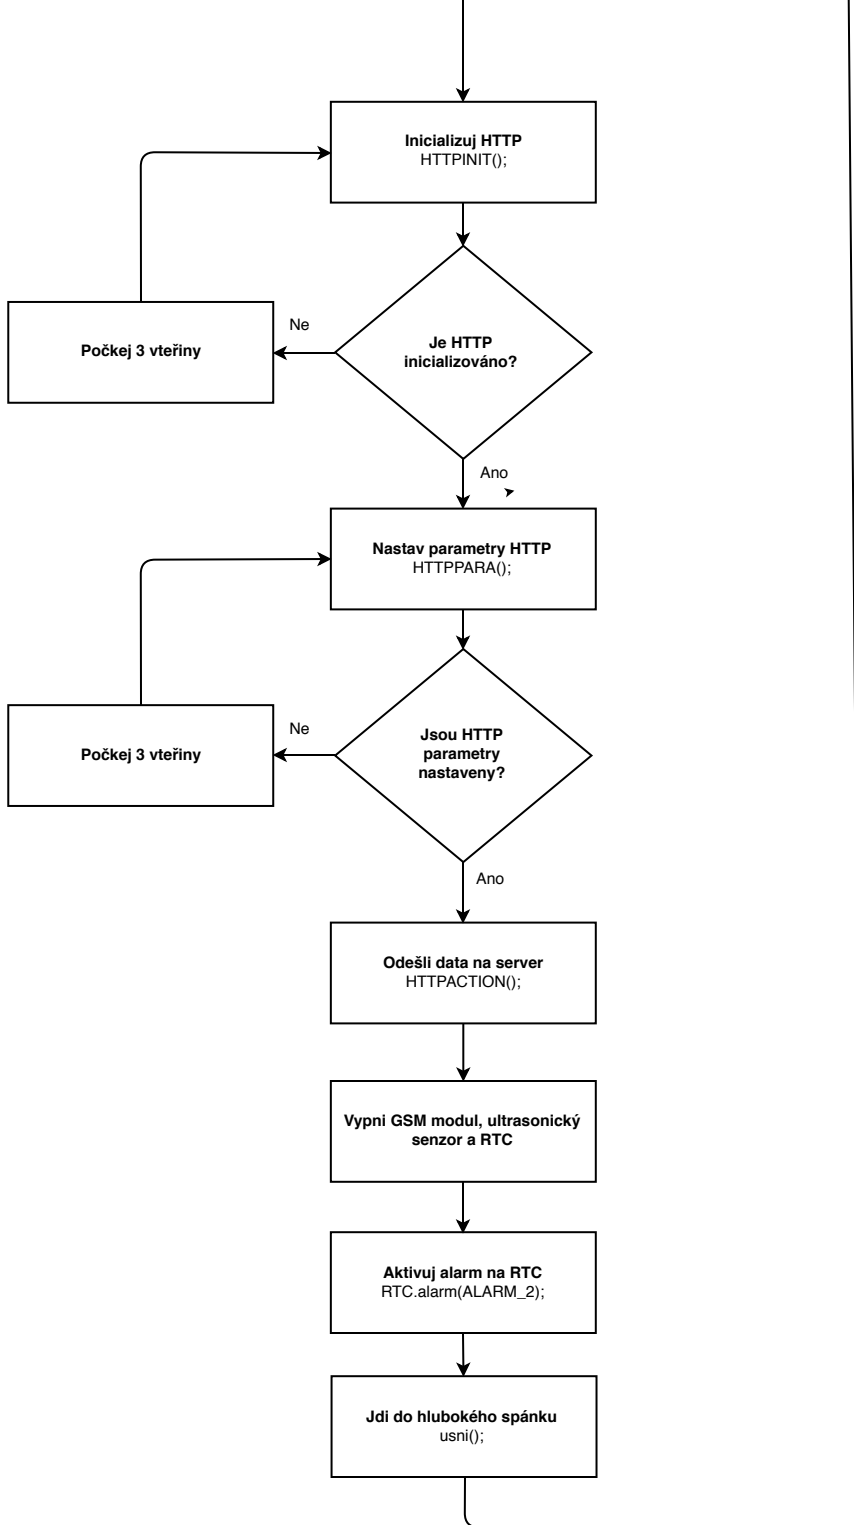 Inicializuj HTTP
HTTPINIT();
Ne
Počkej 3 vteřiny
Je HTTP
inicializováno?
Ano
Nastav parametry HTTP
HTTPPARA();
Ne
Počkej 3 vteřiny
Jsou HTTP
parametry
nastaveny?
Ano
Odešli data na server
HTTPACTION();
Vypni GSM modul, ultrasonický
senzor a RTC
Aktivuj alarm na RTC
RTC.alarm(ALARM_2);
Jdi do hlubokého spánku
usni();